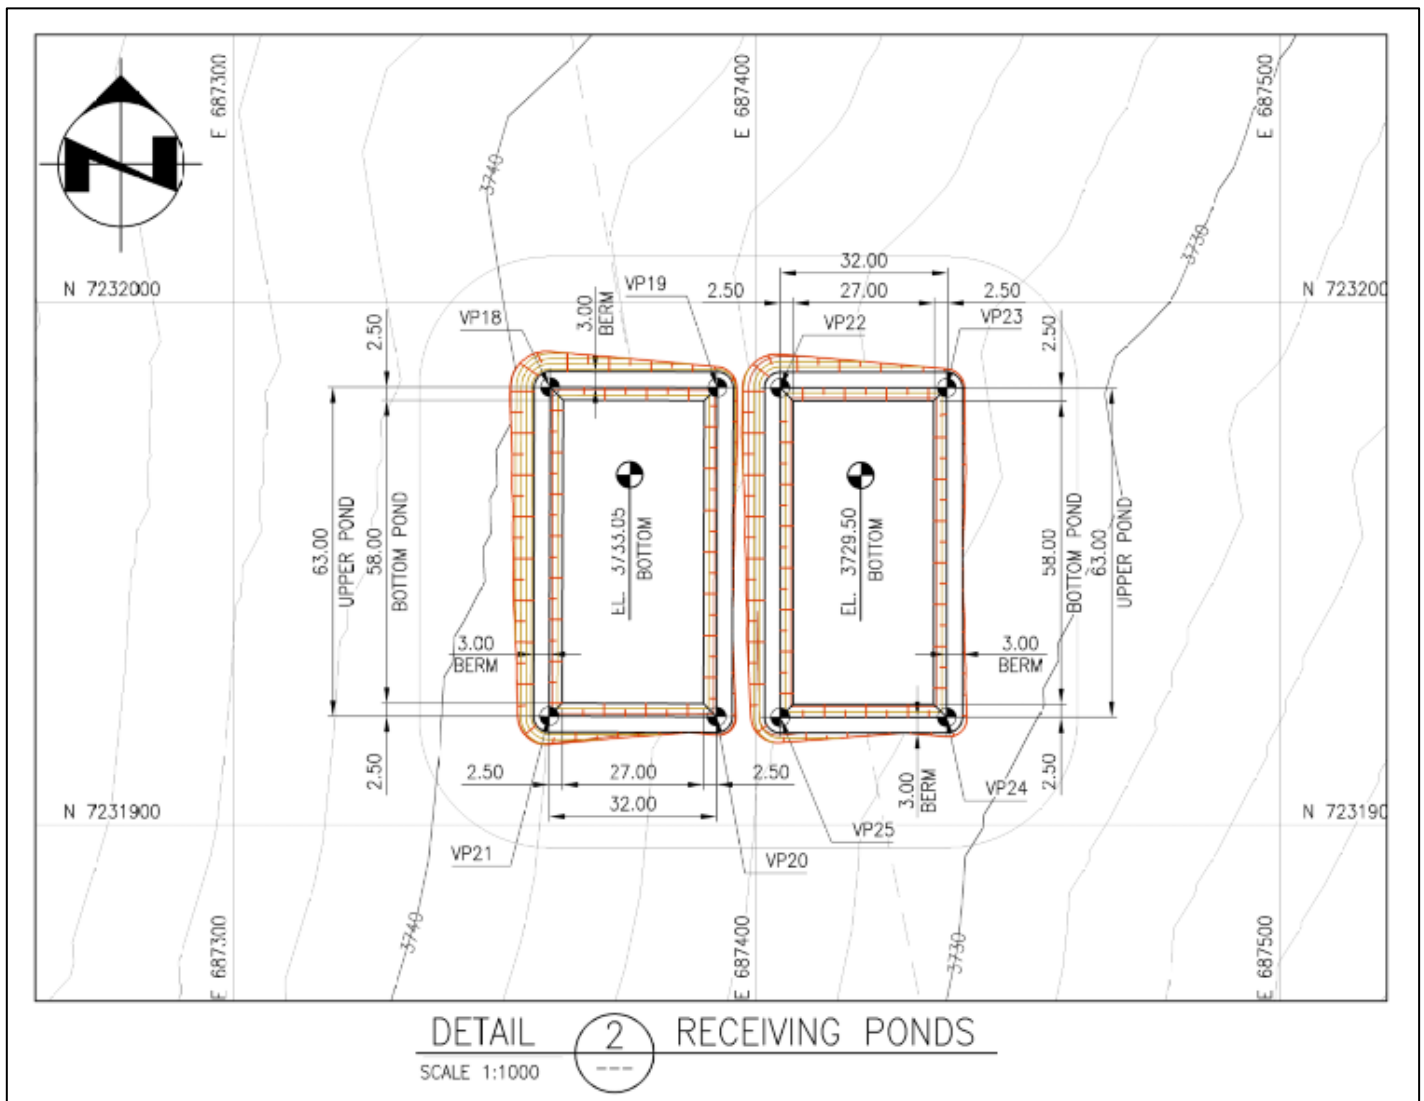 E 687300
E 687400
E 687500
3740
3730
N 7232000
N 723200
VP18
VP19
3.00
BERM
32.00
2.50
27.00
2.50
VP22
VP23
2.50
2.50
63.00
UPPER POND
58.00
BOTTOM POND
EL. 3733.05
BOTTOM
EL. 3729.50
BOTTOM
58.00
BOTTOM POND
63.00
UPPER POND
3.00
BERM
3.00
BERM
2.50
2.50
27.00
2.50
32.00
3.00
BERM
VP24
2.50
N 7231900
N 723190
VP21
VP20
VP25
3740
3730
E 687300
E 687400
E 687500
DETAIL 2 RECEIVING PONDS
SCALE 1:1000
---